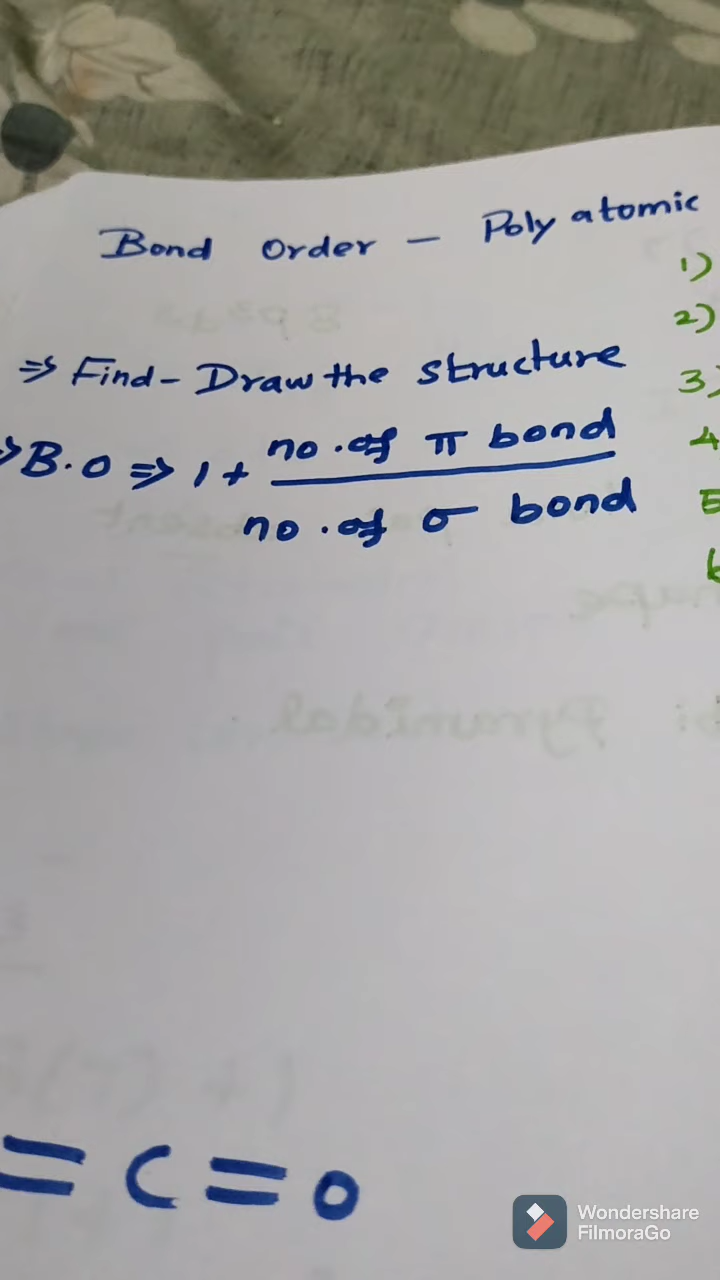 Bond Order - Poly atomic
1)
2)
3)
4
⇒ Find - Draw the structure
⇒ B.O ⇒ 1 + no. of π bond
no. of σ bond
= C = O
Wondershare
FilmoraGo